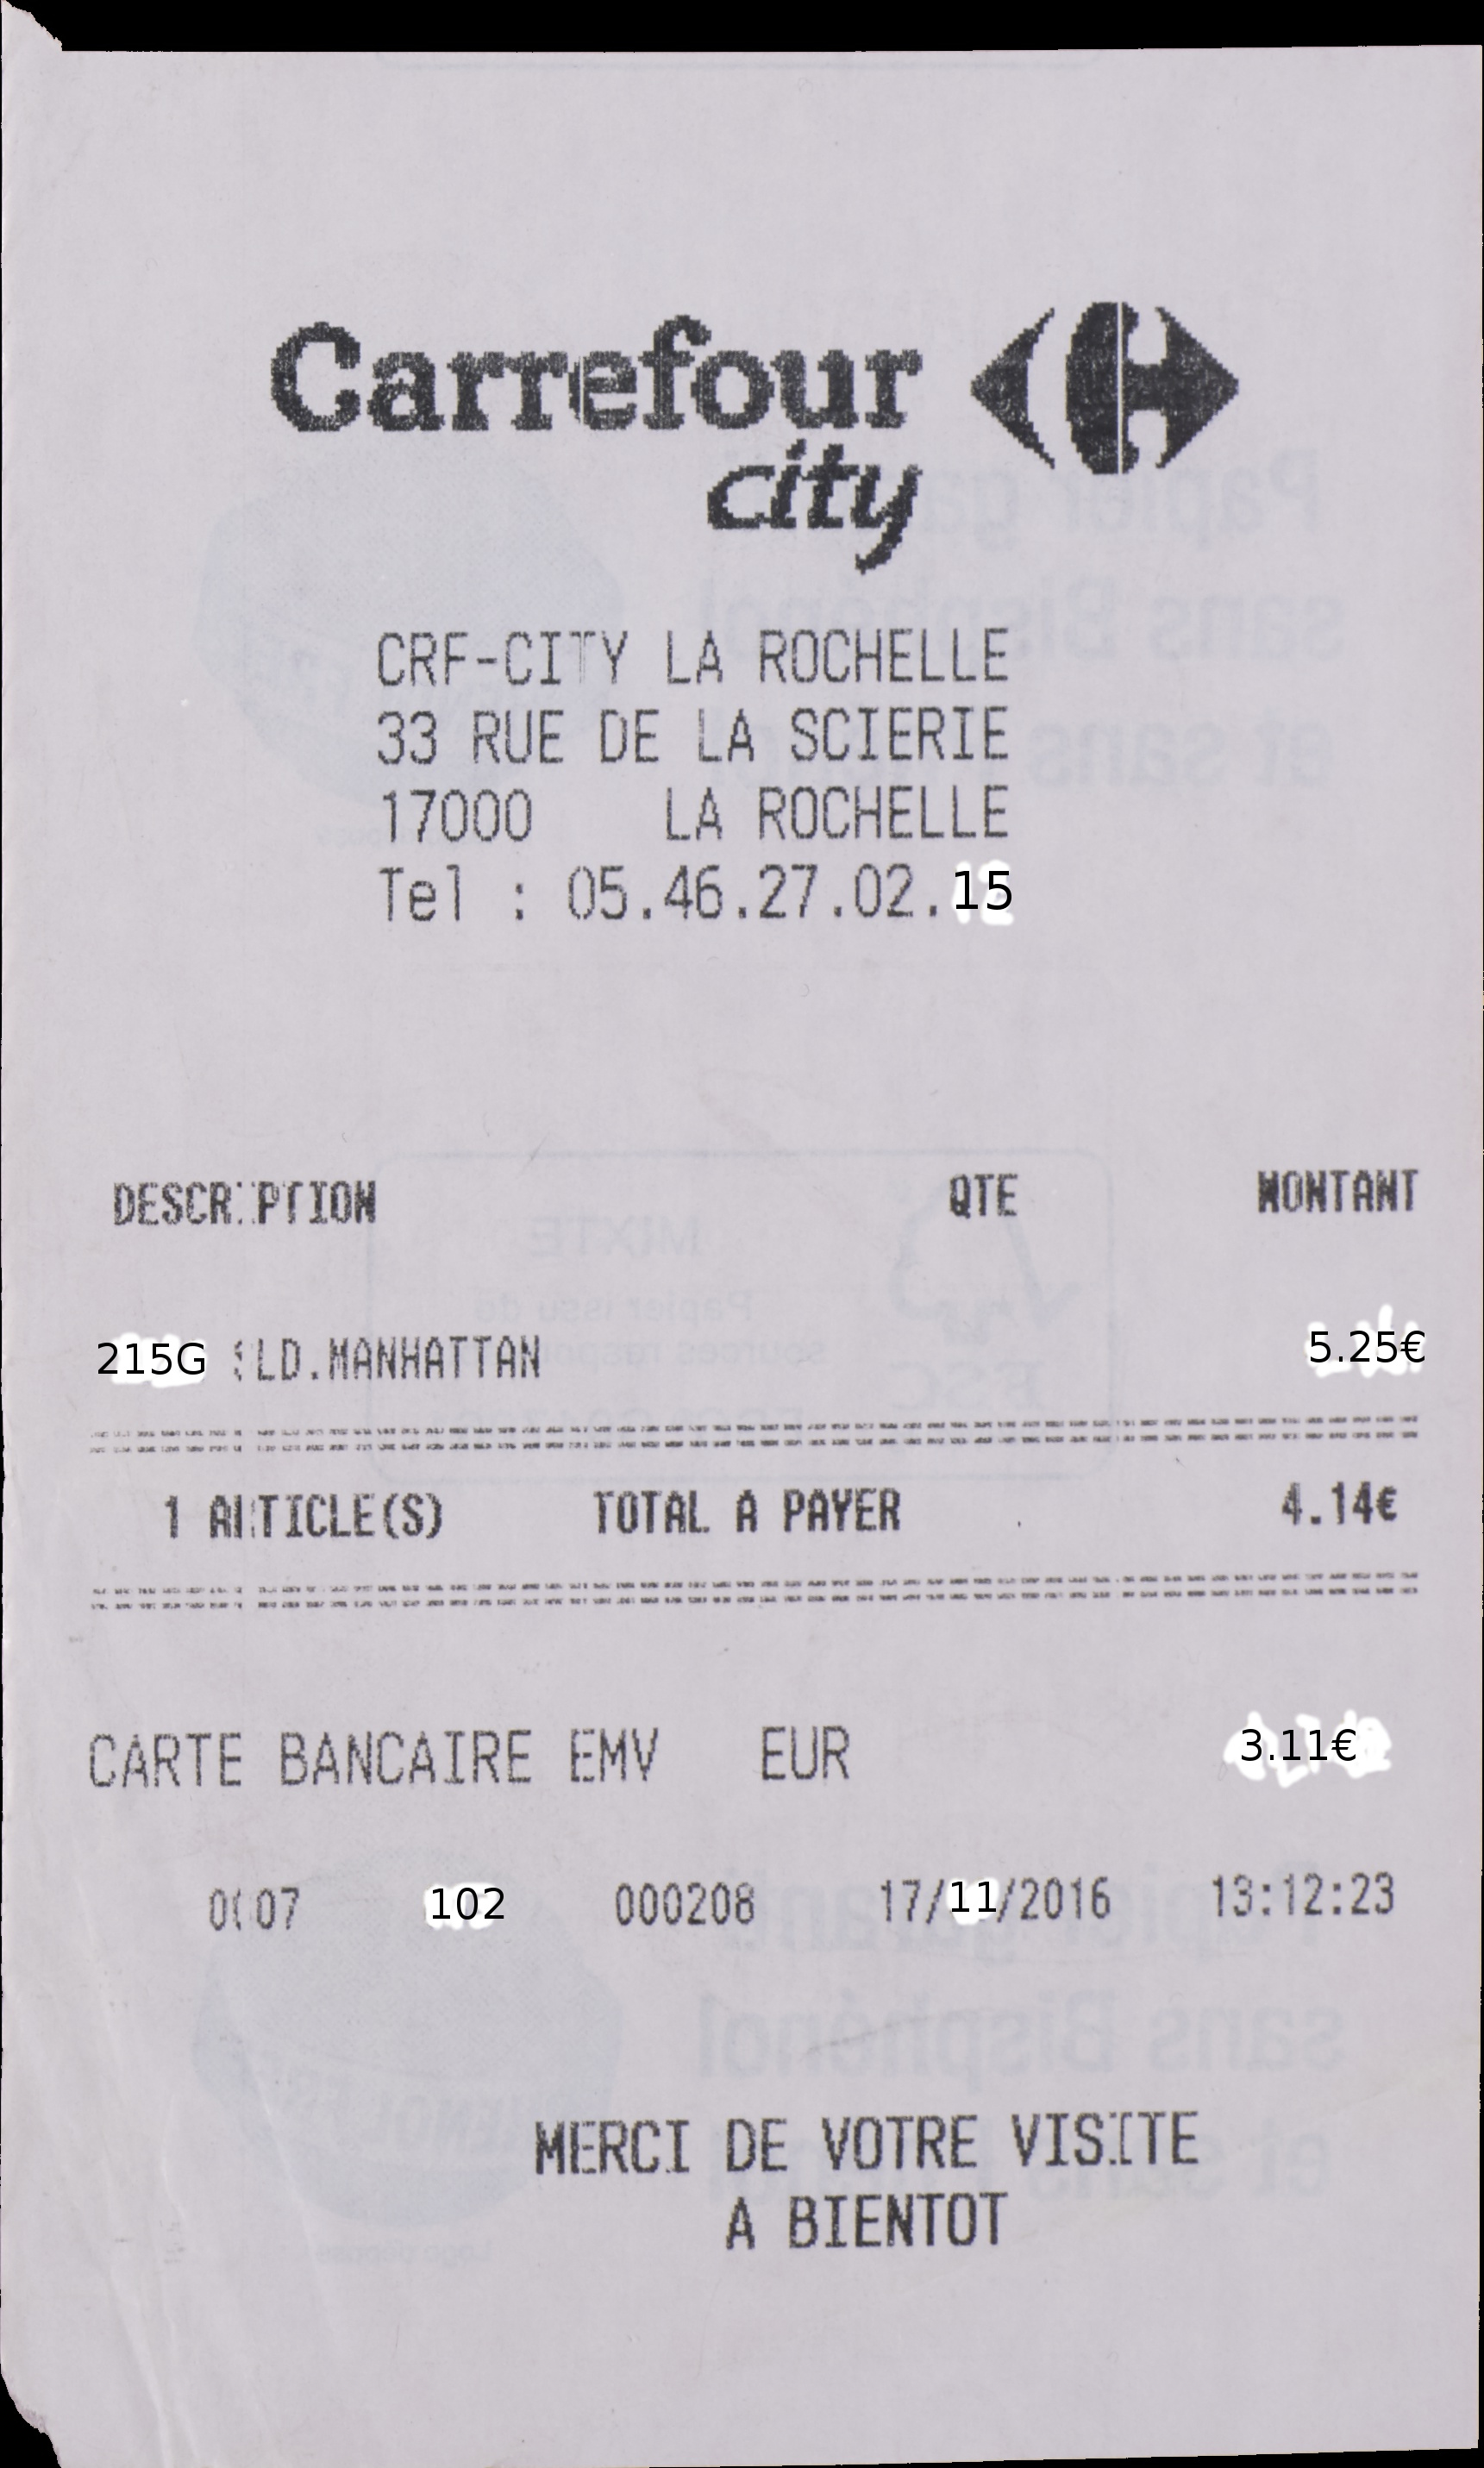 Carrefour
city
CRF-CITY LA ROCHELLE
33 RUE DE LA SCIERIE
17000 LA ROCHELLE
Tel : 05.46.27.02.15
DESCRIPTION QTE MONTANT
215G SLD.MANHATTAN 5.25€
1 ARTICLE(S) TOTAL A PAYER 4.14€
CARTE BANCAIRE EMV EUR 3.11€
0007 102 000208 17/11/2016 13:12:23
MERCI DE VOTRE VISITE
A BIENTOT